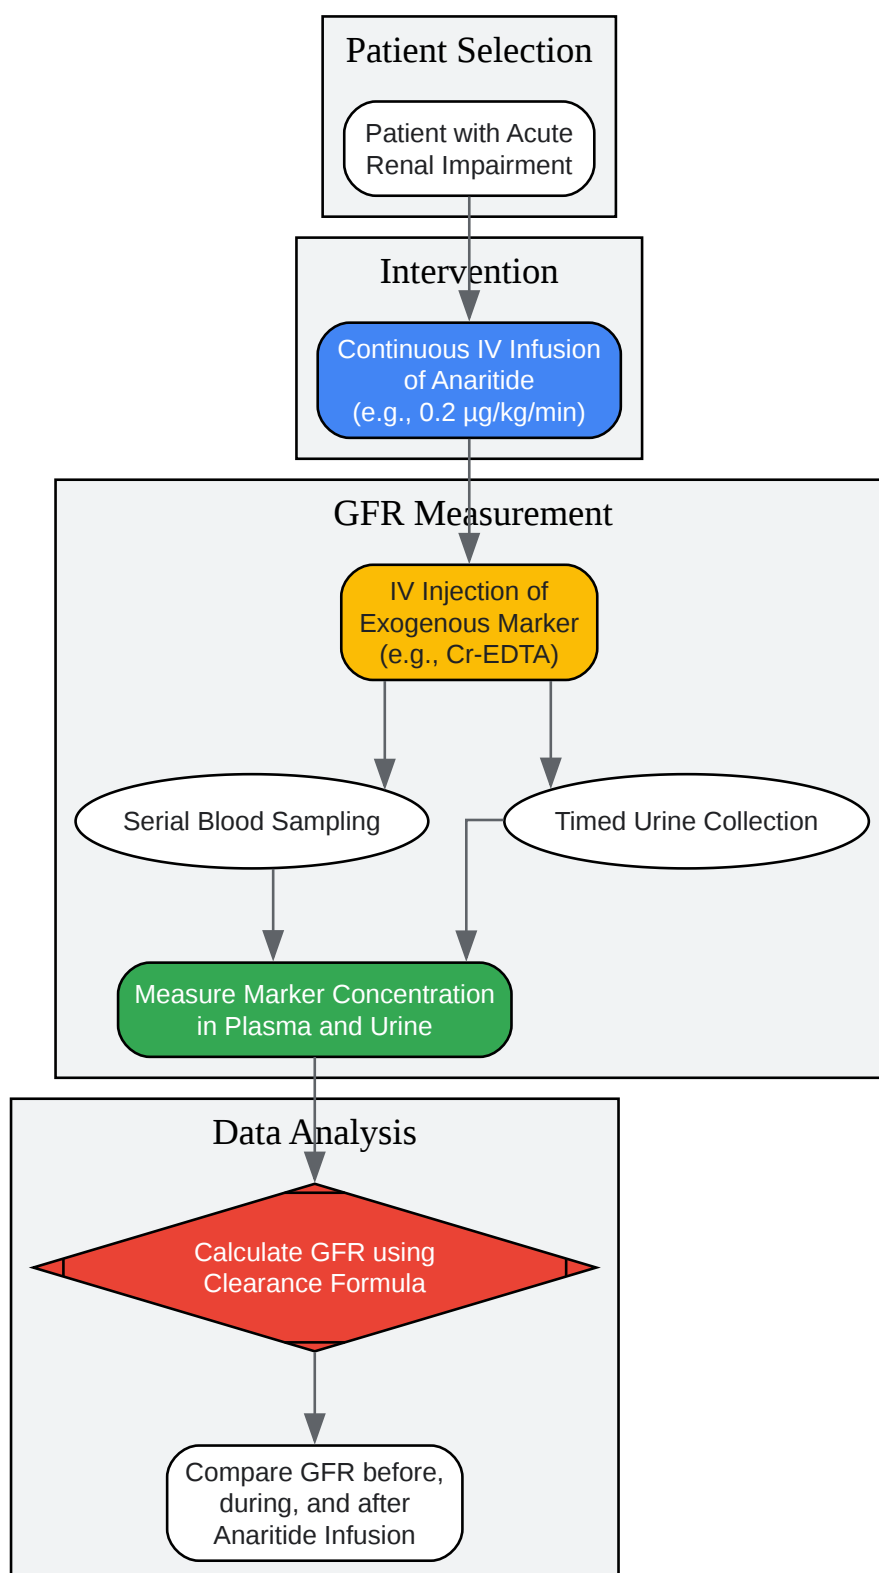 Patient Selection
Patient with Acute
Renal Impairment
Intervention
Continuous IV Infusion
of Anaritide
(e.g., 0.2 µg/kg/min)
GFR Measurement
IV Injection of
Exogenous Marker
(e.g., Cr-EDTA)
Serial Blood Sampling
Timed Urine Collection
Measure Marker Concentration
in Plasma and Urine
Data Analysis
Calculate GFR using
Clearance Formula
Compare GFR before,
during, and after
Anaritide Infusion